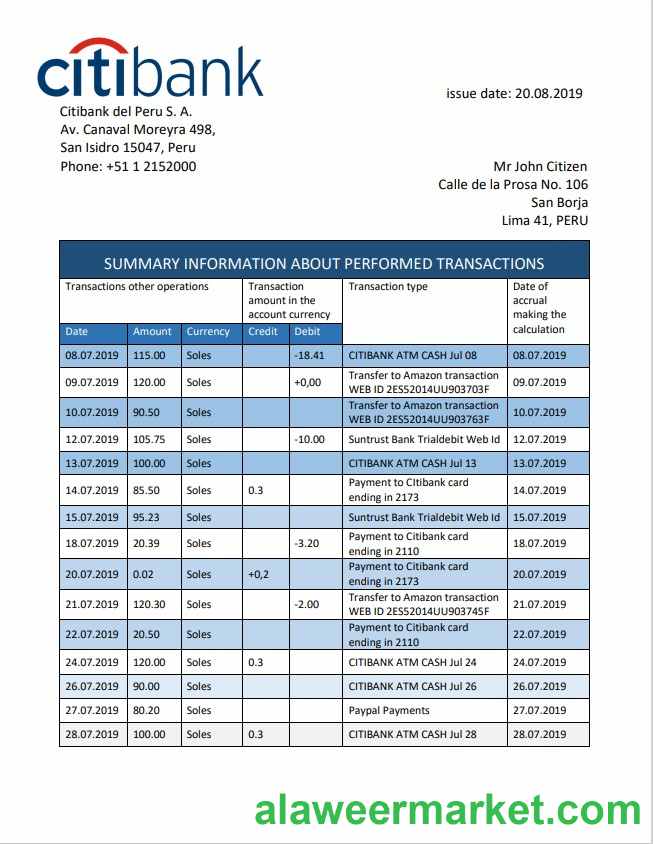 citibank
issue date: 20.08.2019
Citibank del Peru S. A.
Av. Canaval Moreyra 498,
San Isidro 15047, Peru
Phone: +51 1 2152000
Mr John Citizen
Calle de la Prosa No. 106
San Borja
Lima 41, PERU
SUMMARY INFORMATION ABOUT PERFORMED TRANSACTIONS
Transactions other operations
Transaction
amount in the
account currency
Transaction type
Date of
accrual
making the
calculation
Date Amount Currency Credit Debit
08.07.2019 115.00 Soles -18.41 CITIBANK ATM CASH Jul 08 08.07.2019
09.07.2019 120.00 Soles +0,00 Transfer to Amazon transaction
WEB ID 2ES52014UU903703F 09.07.2019
10.07.2019 90.50 Soles Transfer to Amazon transaction
WEB ID 2ES52014UU903763F 10.07.2019
12.07.2019 105.75 Soles -10.00 Suntrust Bank Trialdebit Web Id 12.07.2019
13.07.2019 100.00 Soles CITIBANK ATM CASH Jul 13 13.07.2019
14.07.2019 85.50 Soles 0.3 Payment to CItibank card
ending in 2173 14.07.2019
15.07.2019 95.23 Soles Suntrust Bank Trialdebit Web Id 15.07.2019
18.07.2019 20.39 Soles -3.20 Payment to Citibank card
ending in 2110 18.07.2019
20.07.2019 0.02 Soles +0,2 Payment to Citibank card
ending in 2173 20.07.2019
21.07.2019 120.30 Soles -2.00 Transfer to Amazon transaction
WEB ID 2ES52014UU903745F 21.07.2019
22.07.2019 20.50 Soles Payment to Citibank card
ending in 2110 22.07.2019
24.07.2019 120.00 Soles 0.3 CITIBANK ATM CASH Jul 24 24.07.2019
26.07.2019 90.00 Soles CITIBANK ATM CASH Jul 26 26.07.2019
27.07.2019 80.20 Soles Paypal Payments 27.07.2019
28.07.2019 100.00 Soles 0.3 CITIBANK ATM CASH Jul 28 28.07.2019
alaweermarket.com